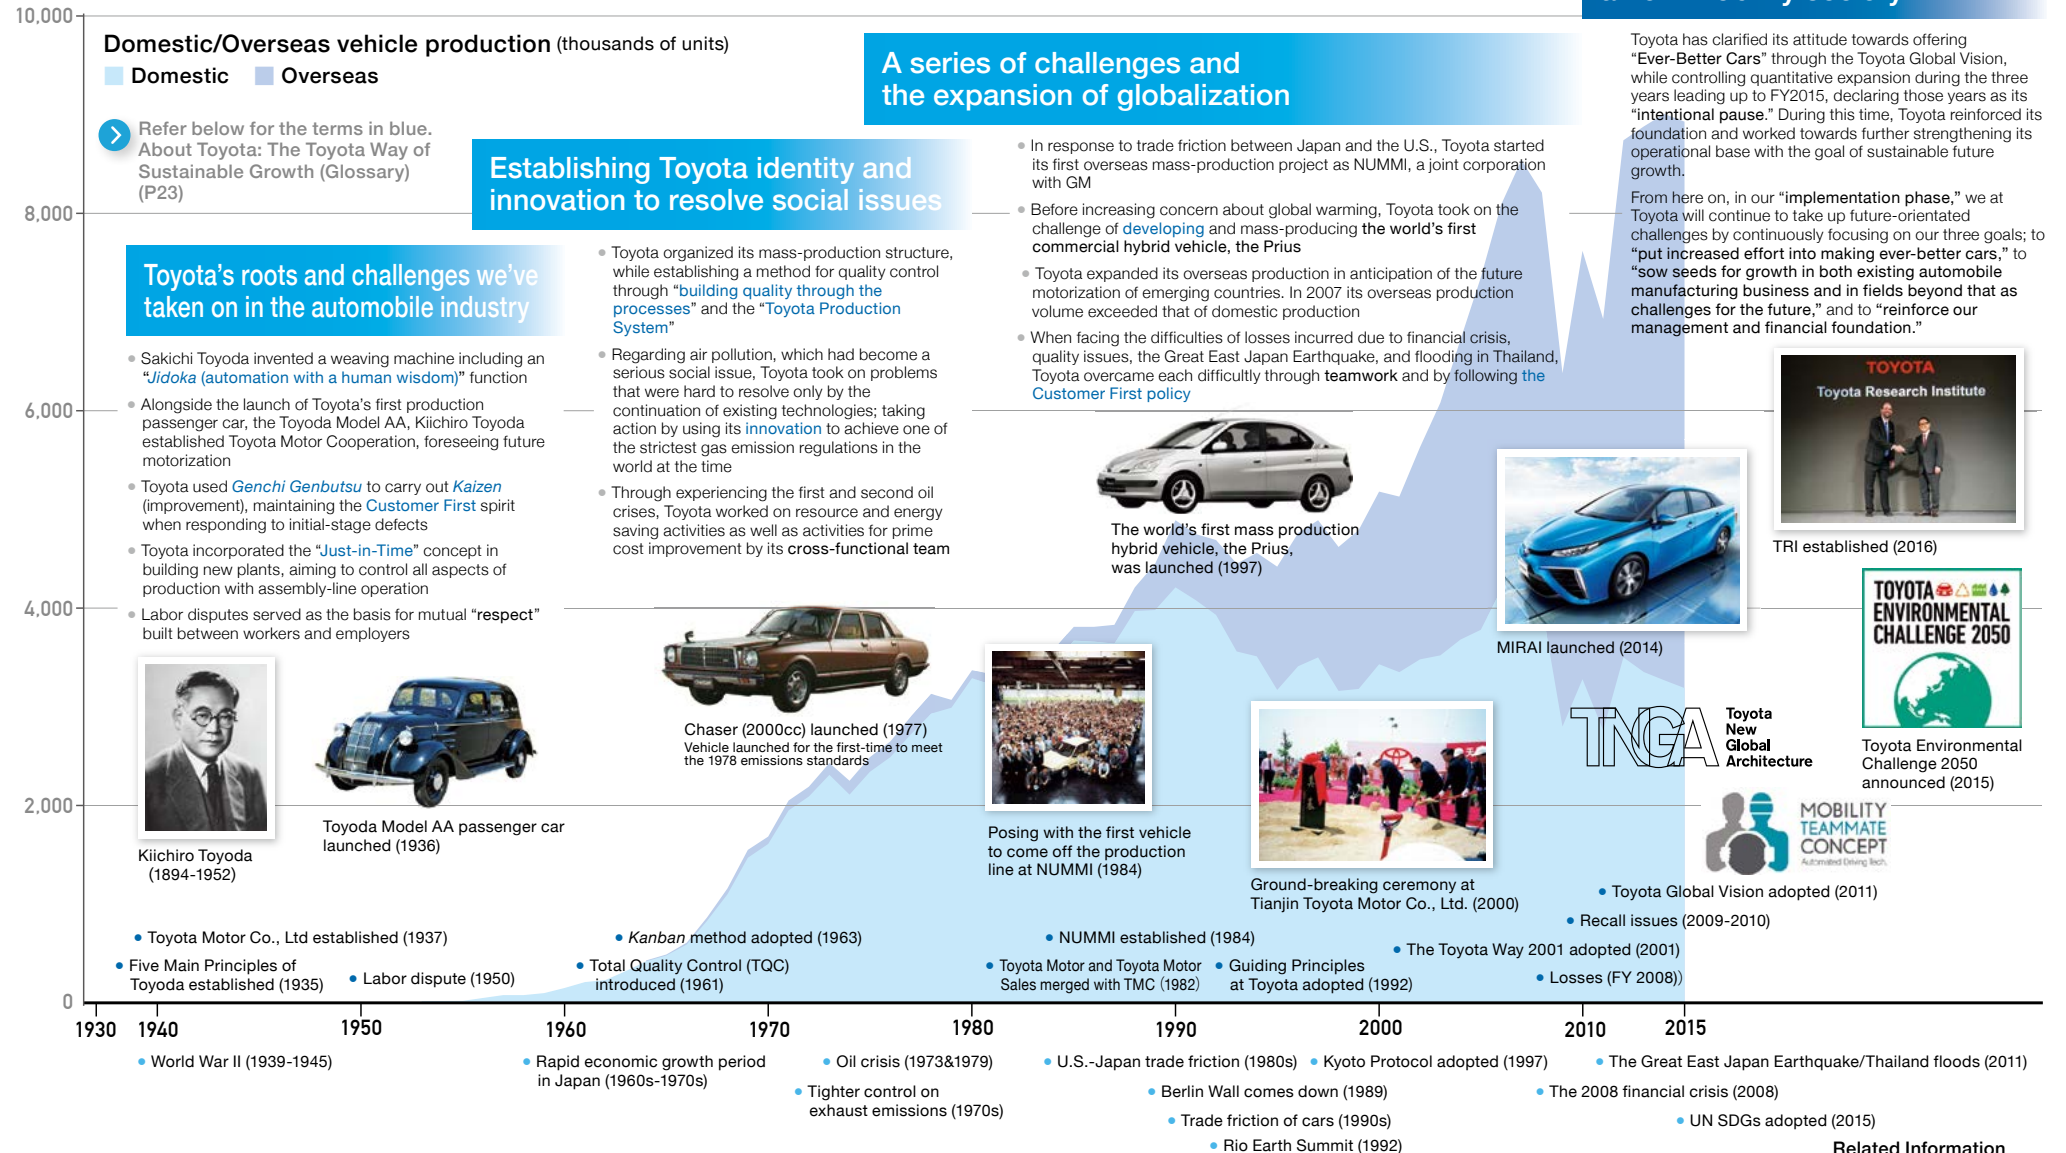 10,000
Domestic/Overseas vehicle production (thousands of units)
Domestic Overseas
Refer below for the terms in blue.
About Toyota: The Toyota Way of
Sustainable Growth (Glossary)
(P23)
8,000
6,000
4,000
2,000
0
Toyota's roots and challenges we've
taken on in the automobile industry
• Sakichi Toyoda invented a weaving machine including an
“Jidoka (automation with a human wisdom)” function
• Alongside the launch of Toyota's first production
passenger car, the Toyoda Model AA, Kiichiro Toyoda
established Toyota Motor Cooperation, foreseeing future
motorization
• Toyota used Genchi Genbutsu to carry out Kaizen
(improvement), maintaining the Customer First spirit
when responding to initial-stage defects
• Toyota incorporated the “Just-in-Time” concept in
building new plants, aiming to control all aspects of
production with assembly-line operation
• Labor disputes served as the basis for mutual “respect”
built between workers and employers
Kiichiro Toyoda
(1894-1952)
Toyoda Model AA passenger car
launched (1936)
Establishing Toyota identity and
innovation to resolve social issues
• Toyota organized its mass-production structure,
while establishing a method for quality control
through “building quality through the
processes” and the “Toyota Production
System”
• Regarding air pollution, which had become a
serious social issue, Toyota took on problems
that were hard to resolve only by the
continuation of existing technologies; taking
action by using its innovation to achieve one of
the strictest gas emission regulations in the
world at the time
• Through experiencing the first and second oil
crises, Toyota worked on resource and energy
saving activities as well as activities for prime
cost improvement by its cross-functional team
Chaser (2000cc) launched (1977)
Vehicle launched for the first-time to meet
the 1978 emissions standards
A series of challenges and
the expansion of globalization
• In response to trade friction between Japan and the U.S., Toyota started
its first overseas mass-production project as NUMMI, a joint corporation
with GM
• Before increasing concern about global warming, Toyota took on the
challenge of developing and mass-producing the world's first
commercial hybrid vehicle, the Prius
• Toyota expanded its overseas production in anticipation of the future
motorization of emerging countries. In 2007 its overseas production
volume exceeded that of domestic production
• When facing the difficulties of losses incurred due to financial crisis,
quality issues, the Great East Japan Earthquake, and flooding in Thailand,
Toyota overcame each difficultly through teamwork and by following the
Customer First policy
The world's first mass production
hybrid vehicle, the Prius,
was launched (1997)
Posing with the first vehicle
to come off the production
line at NUMMI (1984)
Ground-breaking ceremony at
Tianjin Toyota Motor Co., Ltd. (2000)
Toyota has clarified its attitude towards offering
“Ever-Better Cars” through the Toyota Global Vision,
while controlling quantitative expansion during the three
years leading up to FY2015, declaring those years as its
“intentional pause.” During this time, Toyota reinforced its
foundation and worked towards further strengthening its
operational base with the goal of sustainable future
growth.
From here on, in our “implementation phase,” we at
Toyota will continue to take up future-orientated
challenges by continuously focusing on our three goals; to
“put increased effort into making ever-better cars,” to
“sow seeds for growth in both existing automobile
manufacturing business and in fields beyond that as
challenges for the future,” and to “reinforce our
management and financial foundation.”
TOYOTA
Toyota Research Institute
TRI established (2016)
MIRAI launched (2014)
TOYOTA
ENVIRONMENTAL
CHALLENGE 2050
Toyota Environmental
Challenge 2050
announced (2015)
TNGA
Toyota
New
Global
Architecture
MOBILITY
TEAMMATE
CONCEPT
Automated Driving Tech.
• Toyota Motor Co., Ltd established (1937)
• Five Main Principles of
Toyoda established (1935)
• Labor dispute (1950)
• Kanban method adopted (1963)
• Total Quality Control (TQC)
introduced (1961)
• NUMMI established (1984)
• Toyota Motor and Toyota Motor
Sales merged with TMC (1982)
• Guiding Principles
at Toyota adopted (1992)
• Toyota Global Vision adopted (2011)
• Recall issues (2009-2010)
• The Toyota Way 2001 adopted (2001)
• Losses (FY 2008))
1930 1940 1950 1960 1970 1980 1990 2000 2010 2015
• World War II (1939-1945)
• Rapid economic growth period
in Japan (1960s-1970s)
• Oil crisis (1973&1979)
• Tighter control on
exhaust emissions (1970s)
• U.S.-Japan trade friction (1980s)
• Kyoto Protocol adopted (1997)
• The Great East Japan Earthquake/Thailand floods (2011)
• Berlin Wall comes down (1989)
• The 2008 financial crisis (2008)
• Trade friction of cars (1990s)
• UN SDGs adopted (2015)
• Rio Earth Summit (1992)
Related Information